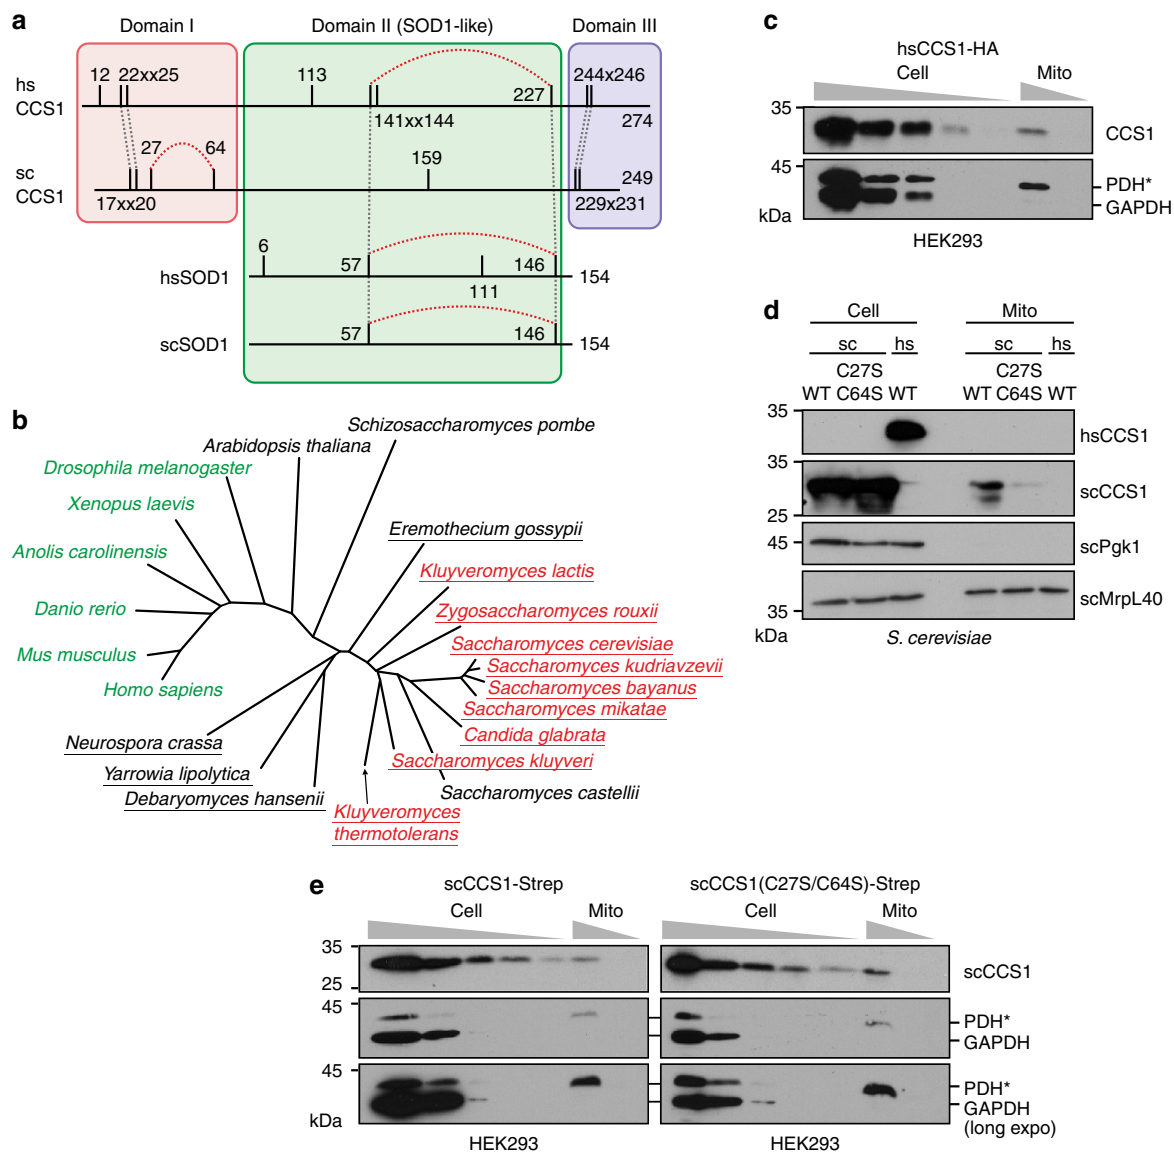 a
Domain I
Domain II (SOD1-like)
Domain III
hs
CCS1
12
22xx25
113
141xx144
227
244x246
274
sc
CCS1
27
64
17xx20
159
249
229x231
hsSOD1
6
57
111
146
154
scSOD1
57
146
154
b
Schizosaccharomyces pombe
Arabidopsis thaliana
Drosophila melanogaster
Xenopus laevis
Anolis carolinensis
Danio rerio
Mus musculus
Homo sapiens
Eremothecium gossypii
Kluyveromyces lactis
Zygosaccharomyces rouxii
Saccharomyces cerevisiae
Saccharomyces kudriavzevii
Saccharomyces bayanus
Saccharomyces mikatae
Candida glabrata
Saccharomyces kluyveri
Saccharomyces castellii
Kluyveromyces
thermotolerans
Neurospora crassa
Yarrowia lipolytica
Debaryomyces hansenii
c
hsCCS1-HA
Cell
Mito
35
CCS1
45
PDH*
GAPDH
kDa
HEK293
d
Cell
Mito
sc
hs
sc
hs
C27S
C27S
WT C64S WT
WT C64S WT
35
hsCCS1
35
scCCS1
25
45
scPgk1
scMrpL40
35
kDa
S. cerevisiae
e
scCCS1-Strep
scCCS1(C27S/C64S)-Strep
Cell
Mito
Cell
Mito
35
scCCS1
25
45
PDH*
GAPDH
45
PDH*
GAPDH
(long expo)
kDa
HEK293
HEK293